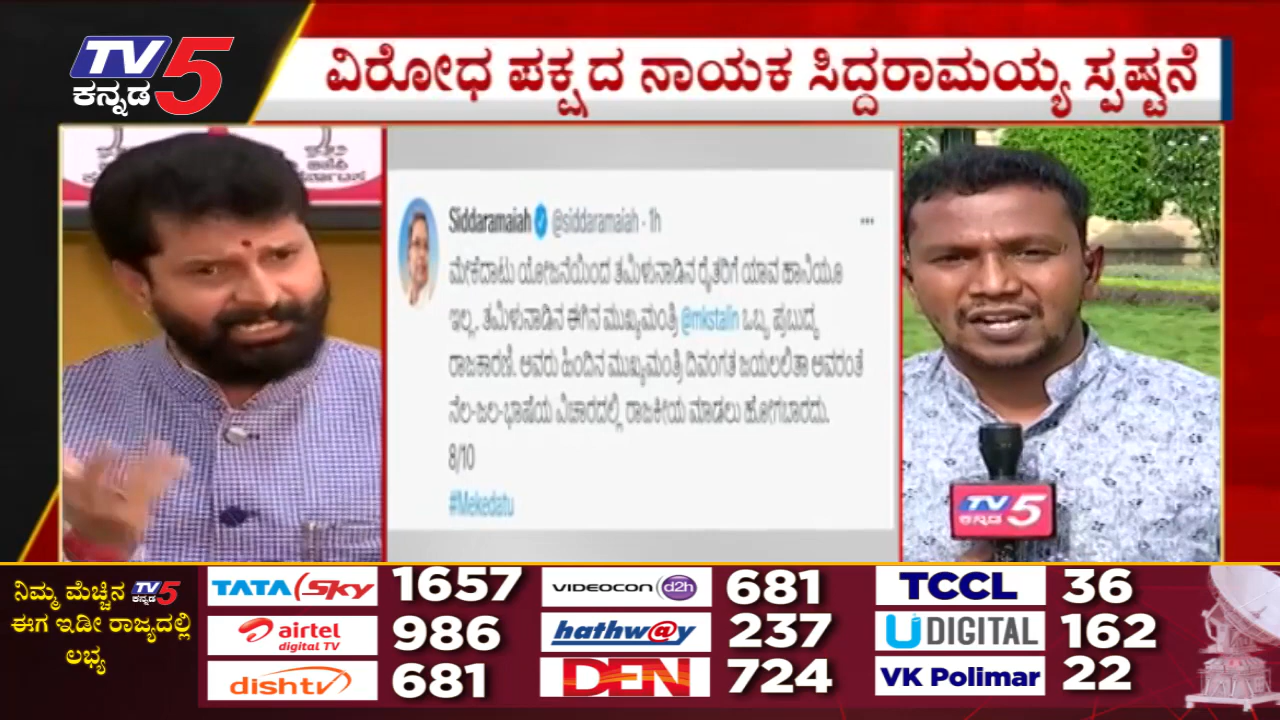 TV5
ಕನ್ನಡ
ವಿರೋಧ ಪಕ್ಷದ ನಾಯಕ ಸಿದ್ದರಾಮಯ್ಯ ಸ್ಪಷ್ಟನೆ
Siddaramaiah @siddaramaiah · 1h
ಮೇಕೆದಾಟು ಯೋಜನೆಯಿಂದ ತಮಿಳುನಾಡಿನ ರೈತರಿಗೆ ಯಾವ ಹಾನಿಯೂ
ಇಲ್ಲ. ತಮಿಳುನಾಡಿನ ಈಗಿನ ಮುಖ್ಯಮಂತ್ರಿ @mkstalin ಒಬ್ಬ ಪ್ರಬುದ್ಧ
ರಾಜಕಾರಣಿ. ಅವರು ಹಿಂದಿನ ಮುಖ್ಯಮಂತ್ರಿ ದಿವಂಗತ ಜಯಲಲಿತಾ ಅವರಂತೆ
ನೆಲ-ಜಲ-ಭಾಷೆಯ ವಿಚಾರದಲ್ಲಿ ರಾಜಕೀಯ ಮಾಡಲು ಹೋಗಬಾರದು.
8/10
#Mekedatu
TV5
ಕನ್ನಡ
ನಿಮ್ಮ ಮೆಚ್ಚಿನ TV5 ಕನ್ನಡ
ಈಗ ಇಡೀ ರಾಜ್ಯದಲ್ಲಿ
ಲಭ್ಯ
TATA Sky 1657
airtel digital TV 986
dishtv 681
VIDEOCON d2h 681
hathw@y 237
DEN 724
TCCL 36
U DIGITAL 162
VK Polimar 22